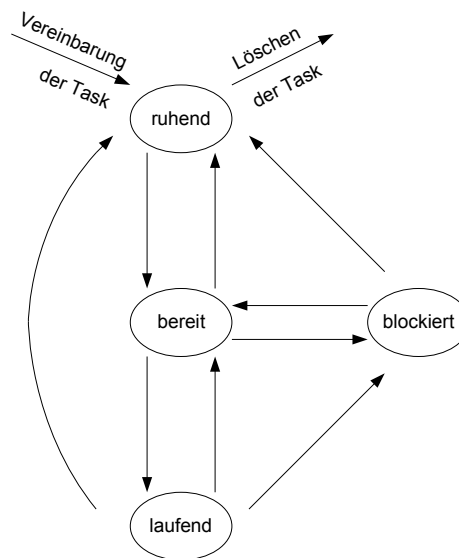 Vereinbarung
der Task
Löschen
der Task
ruhend
bereit
blockiert
laufend